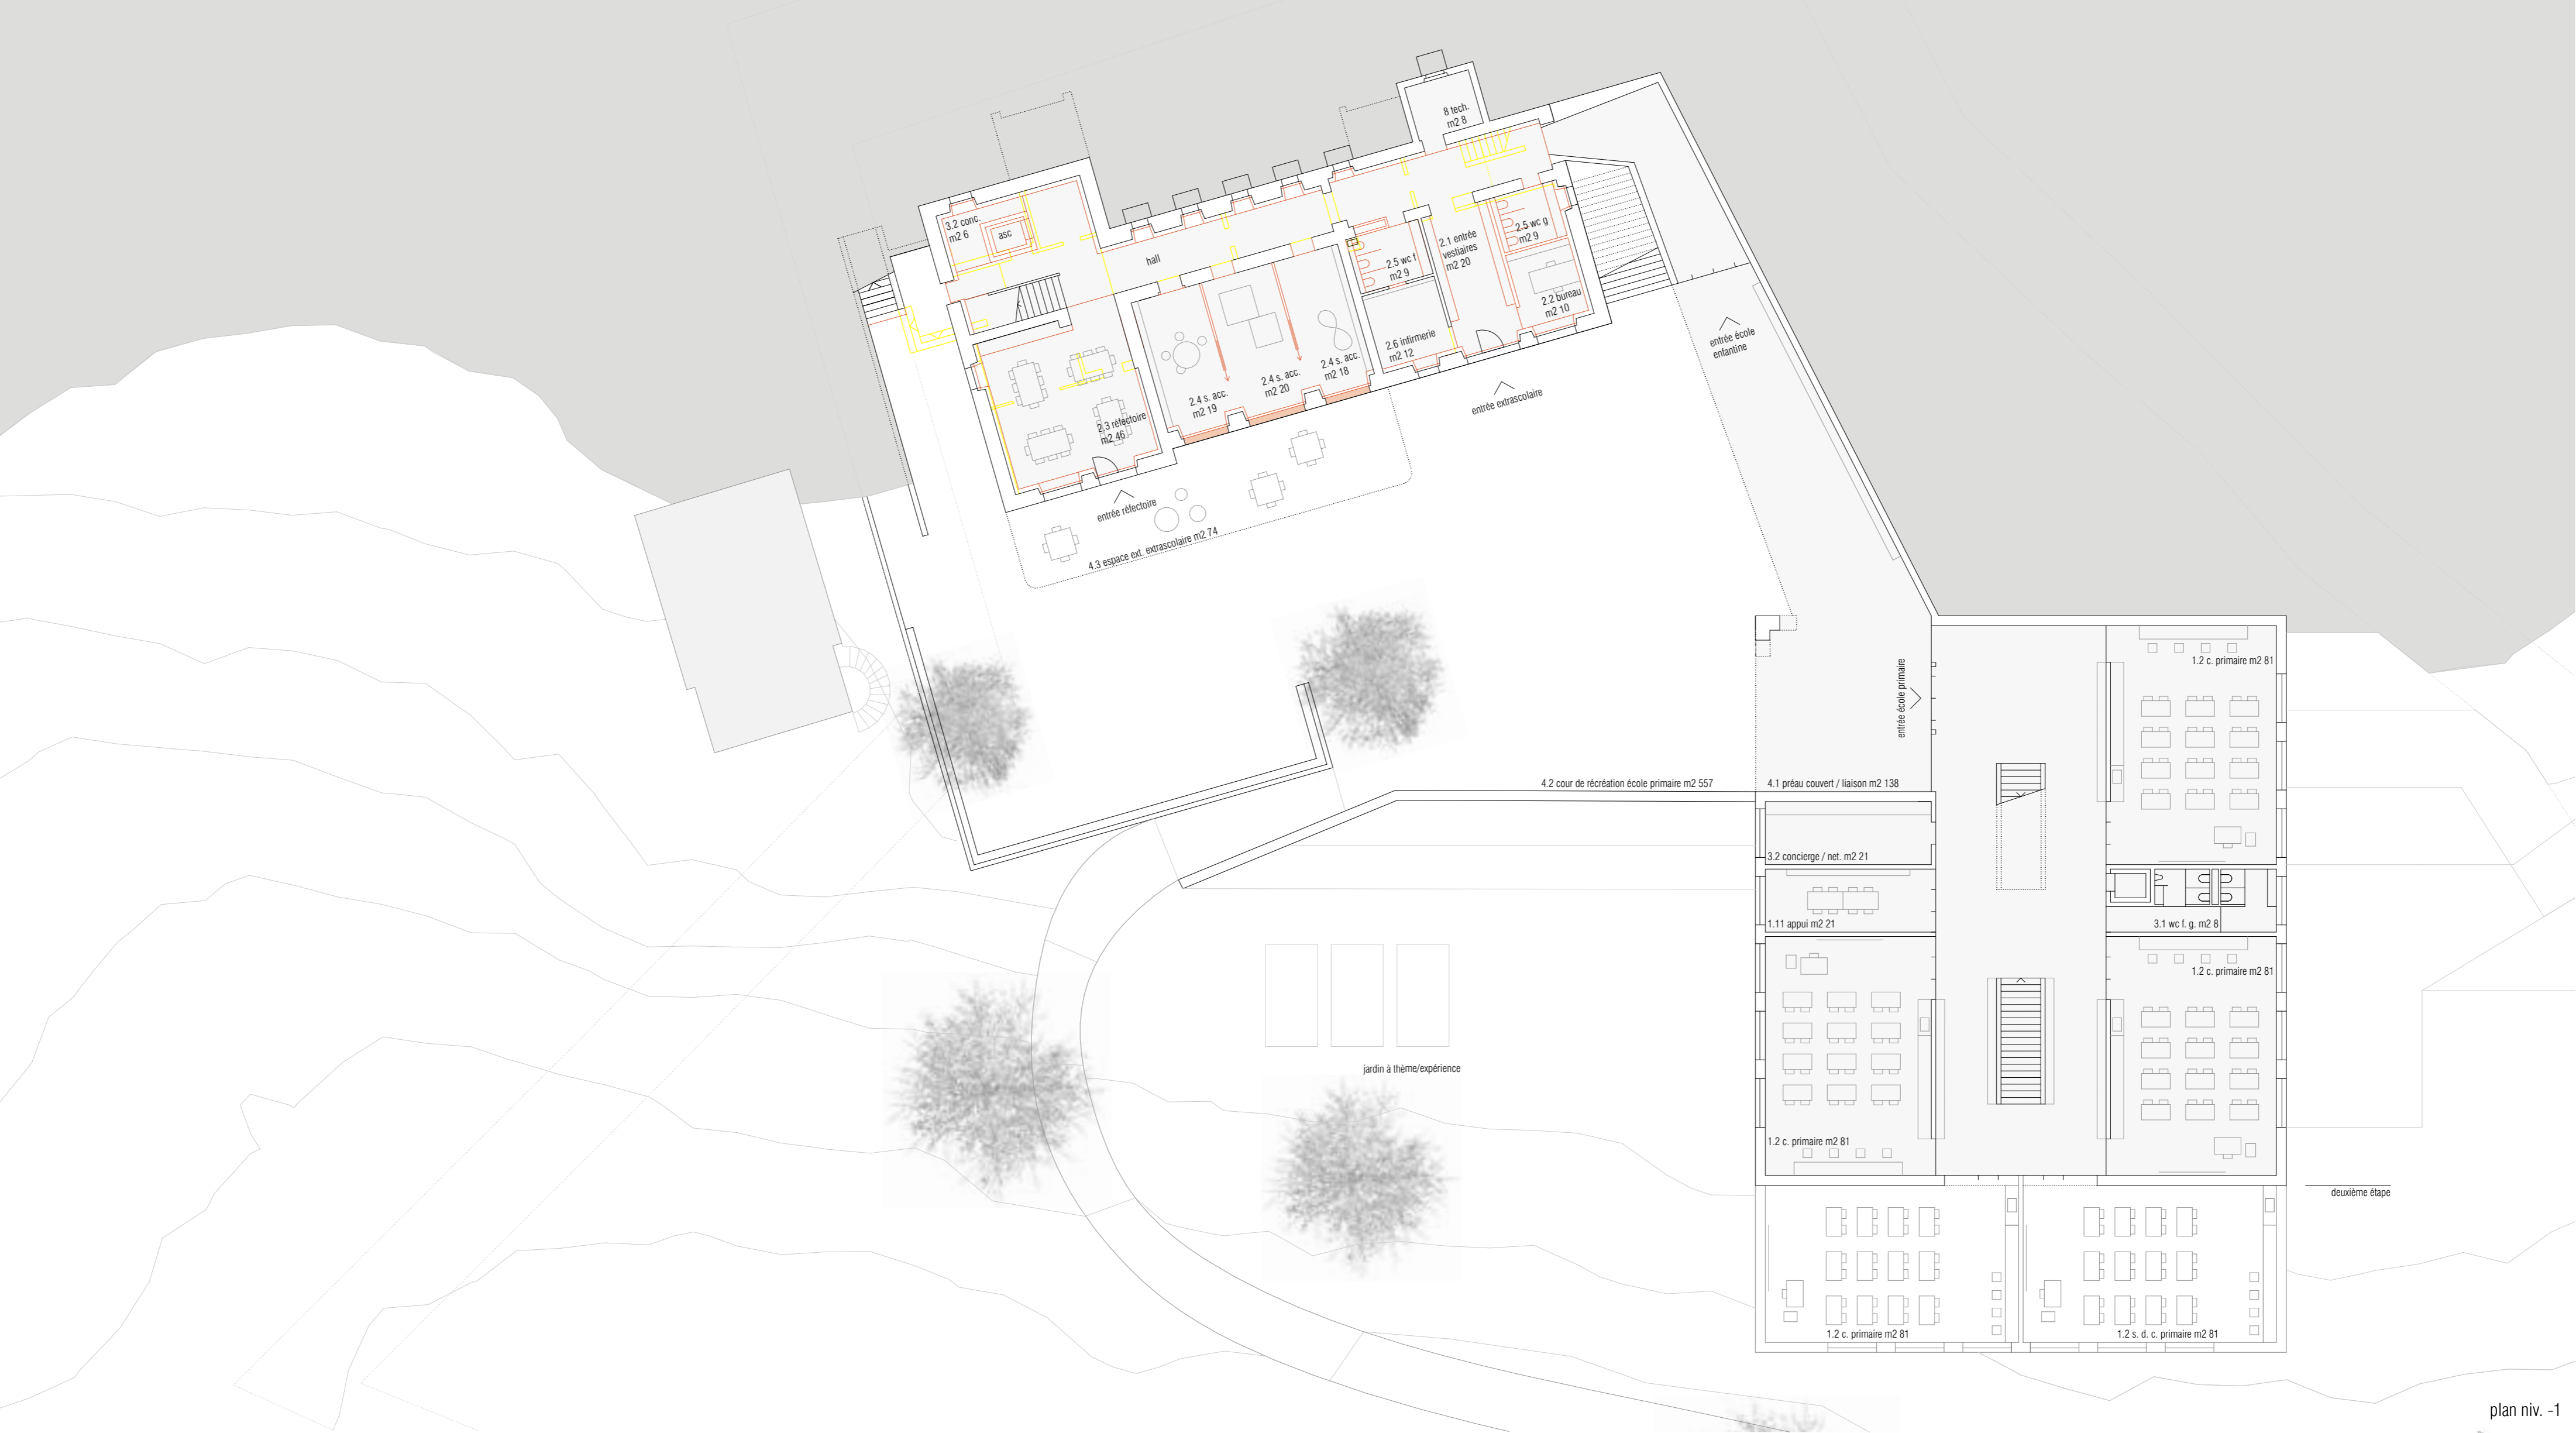 8 tech.
m2 8
3.2 conc.
m2 6
asc
hall
2.5 wc f
m2 9
2.1 entrée
vestiaires
m2 20
2.5 wc g
m2 9
2.2 bureau
m2 10
2.6 infirmerie
m2 12
2.4 s. acc.
m2 18
2.4 s. acc.
m2 20
2.4 s. acc.
m2 19
2.3 réfectoire
m2 46
entrée école
enfantine
entrée extrascolaire
entrée réfectoire
4.3 espace ext. extrascolaire m2 74
entrée école primaire
1.2 c. primaire m2 81
4.2 cour de récréation école primaire m2 557
4.1 préau couvert / liaison m2 138
3.2 concierge / net. m2 21
1.11 appui m2 21
3.1 wc f. g. m2 8
1.2 c. primaire m2 81
jardin à thème/expérience
1.2 c. primaire m2 81
deuxième étape
1.2 c. primaire m2 81
1.2 s. d. c. primaire m2 81
plan niv. -1